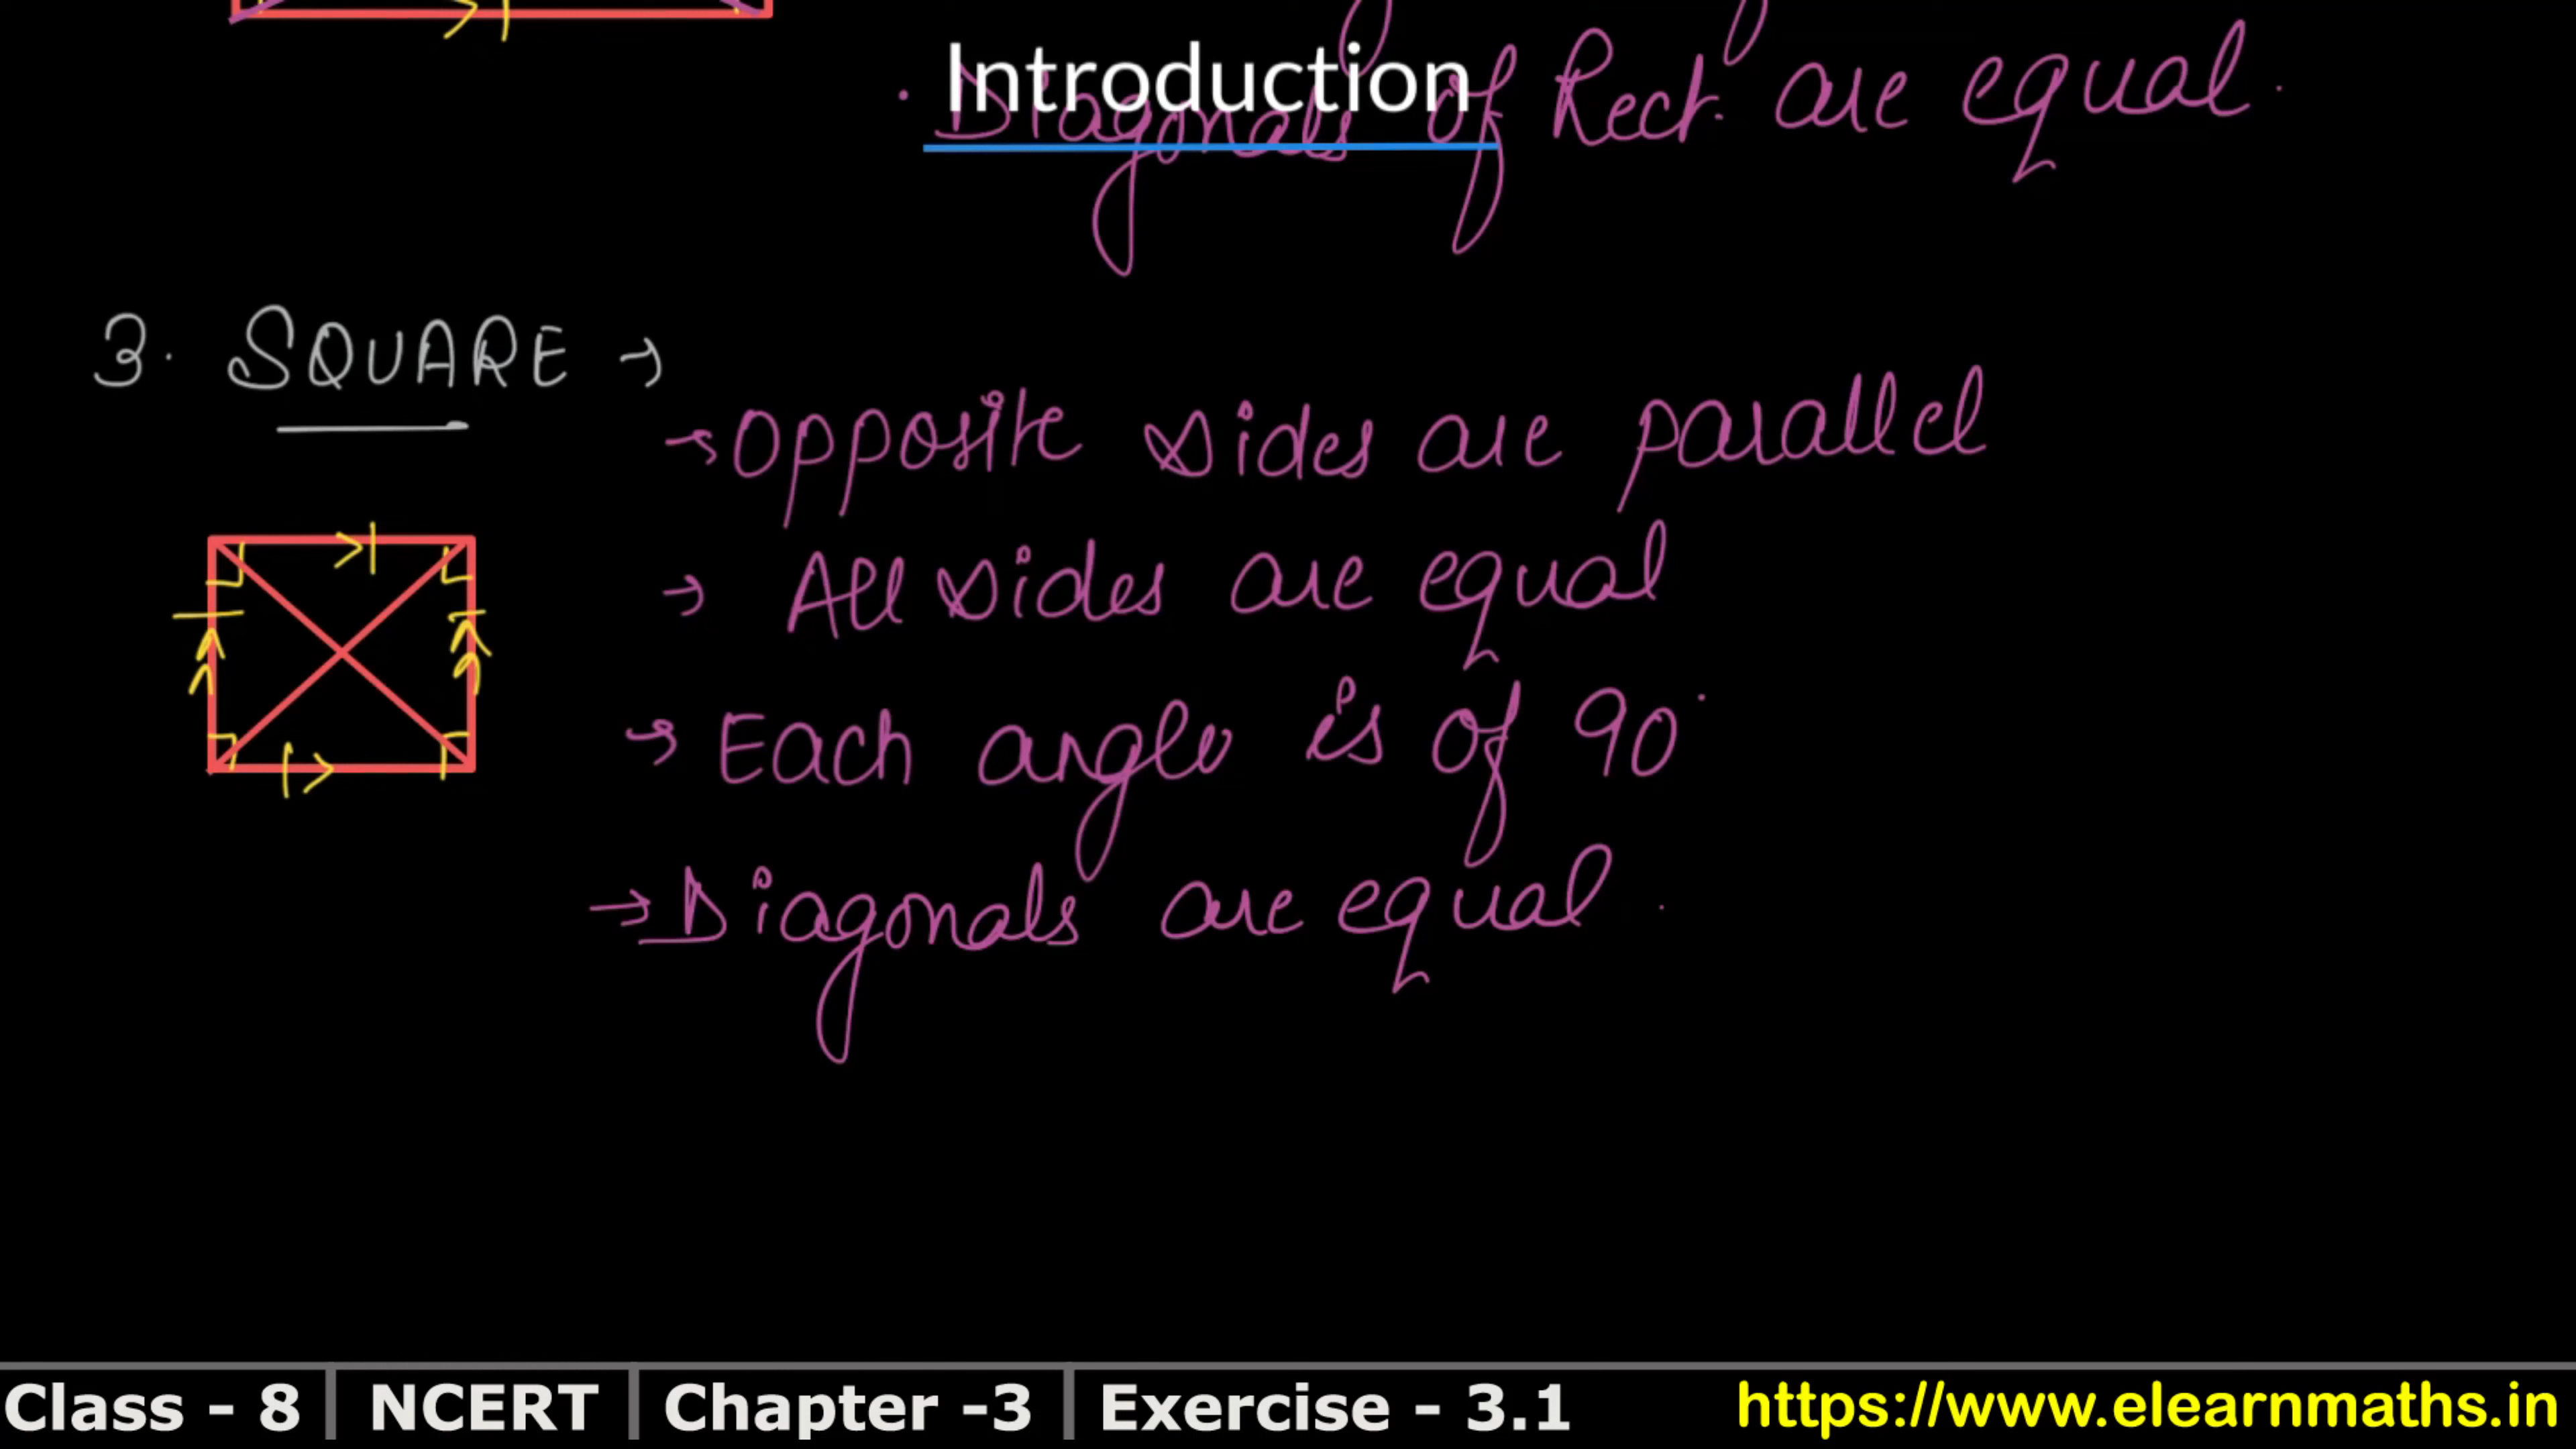 Introduction
. Diagonals of Rect. are equal.
3. SQUARE →
→ Opposite sides are parallel
→ All sides are equal
→ Each angle is of 90°
→ Diagonals are equal.
Class - 8 | NCERT | Chapter -3 | Exercise - 3.1 https://www.elearnmaths.in